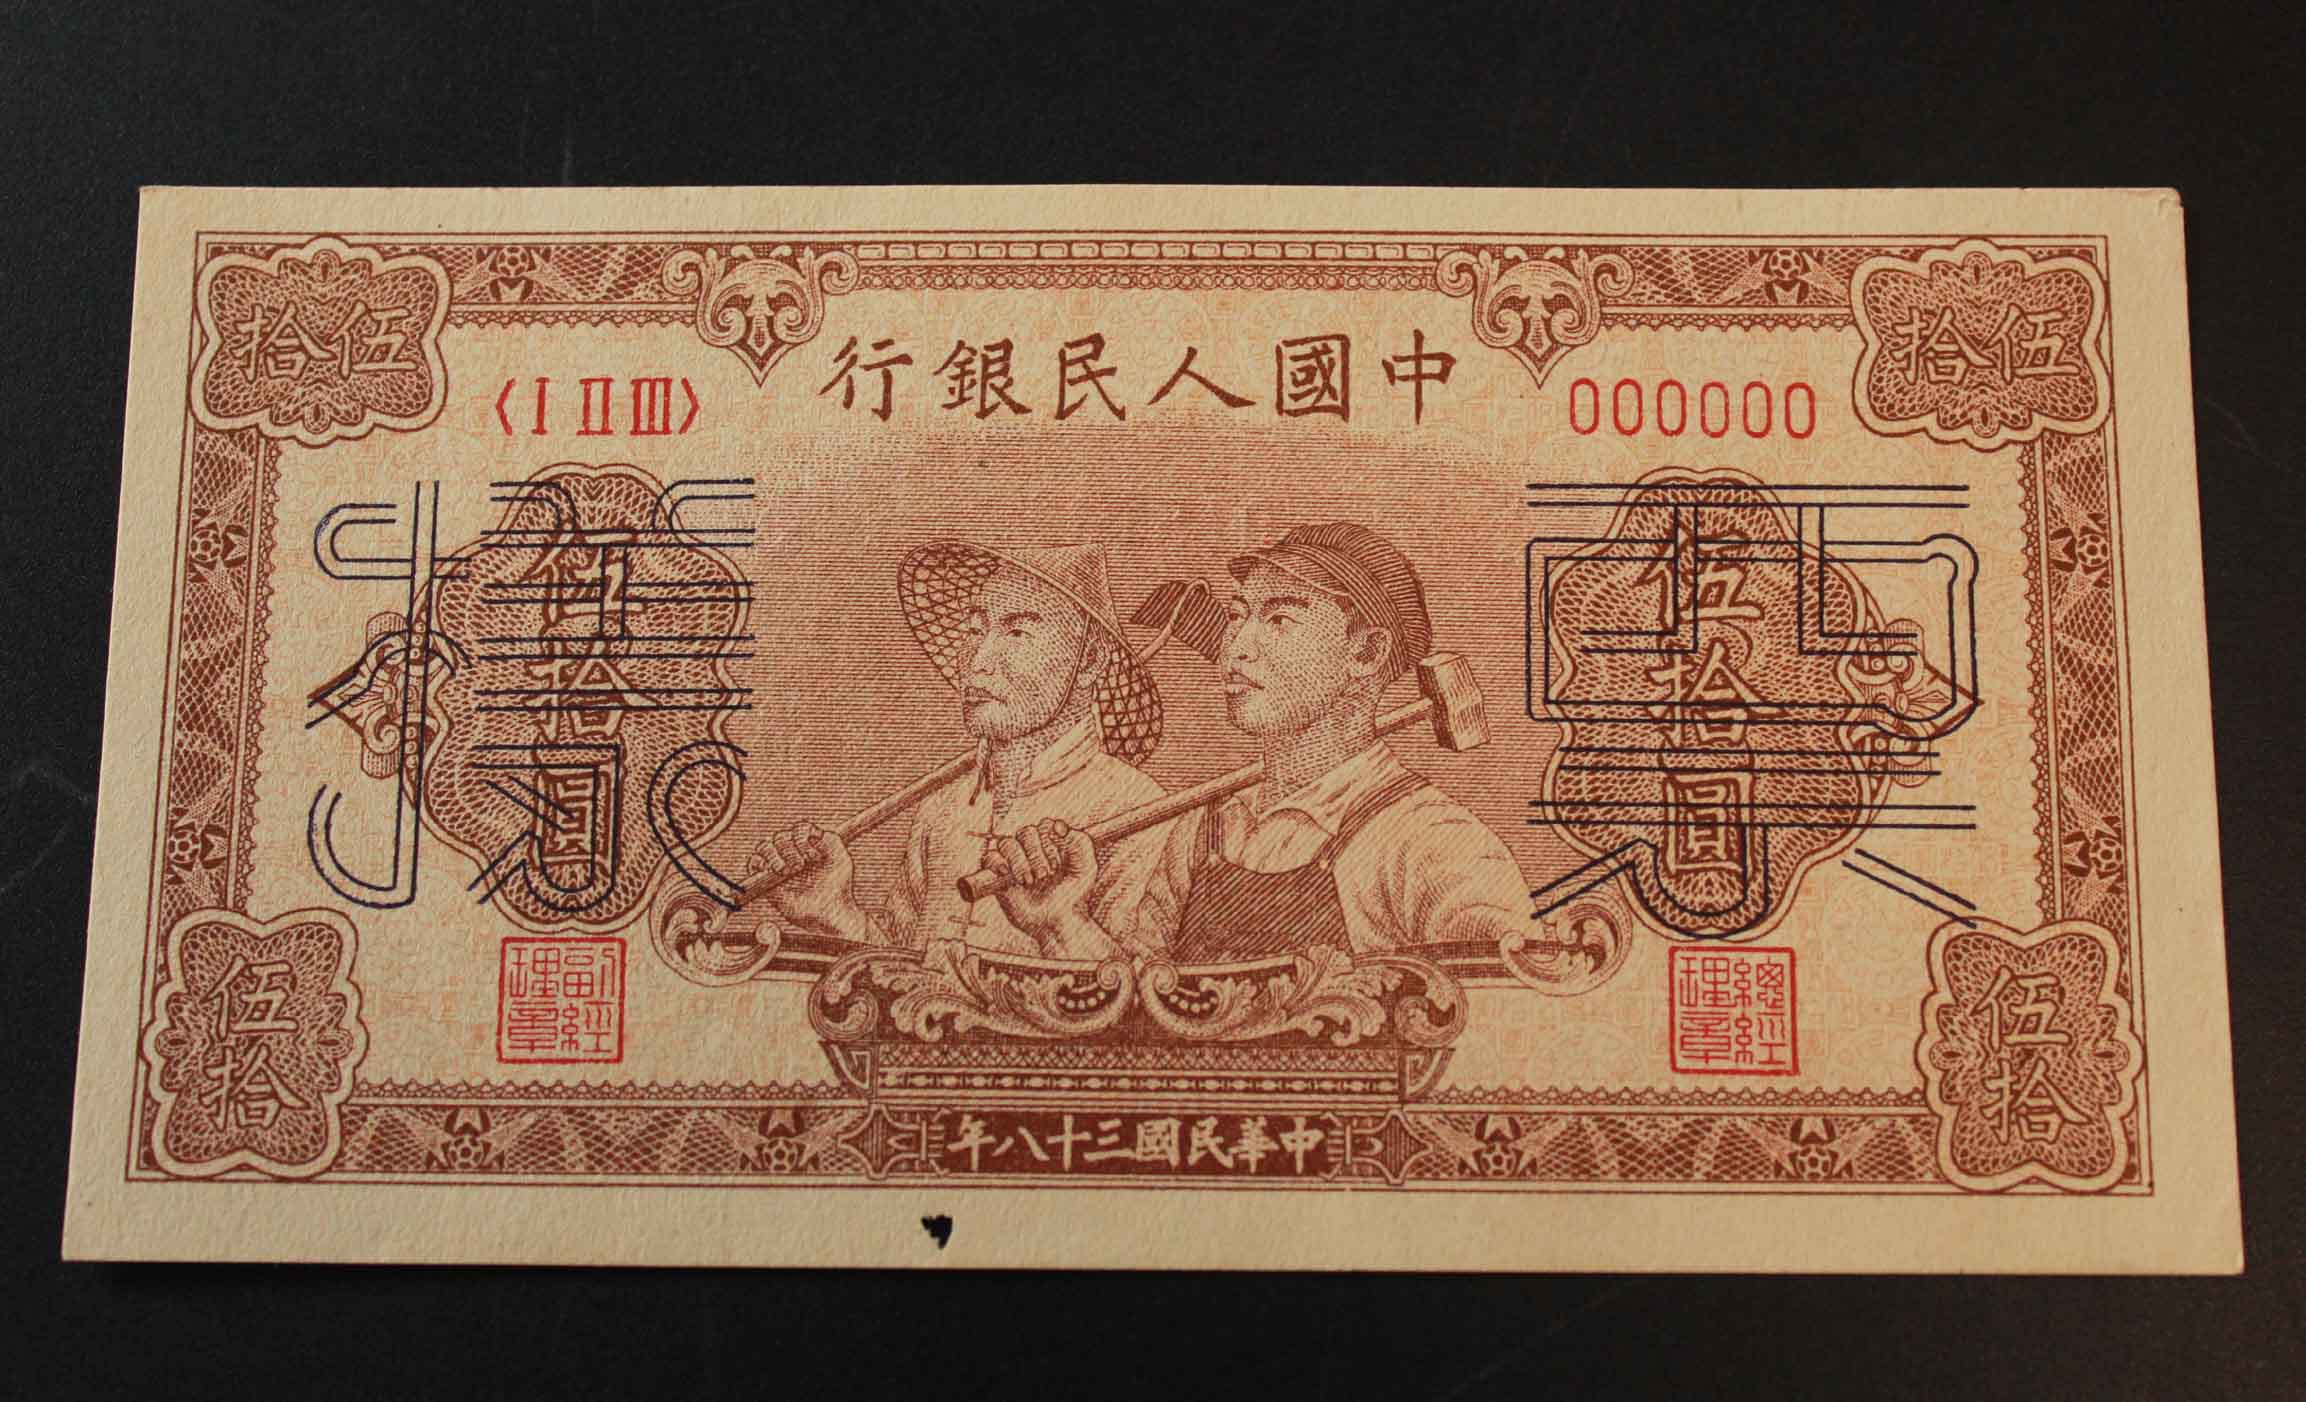 伍拾
伍拾
中國人民銀行
〈Ⅰ Ⅱ Ⅲ〉
000000
票樣
伍拾圓
伍拾圓
總經理章
副經理章
伍拾
伍拾
中華民國三十八年